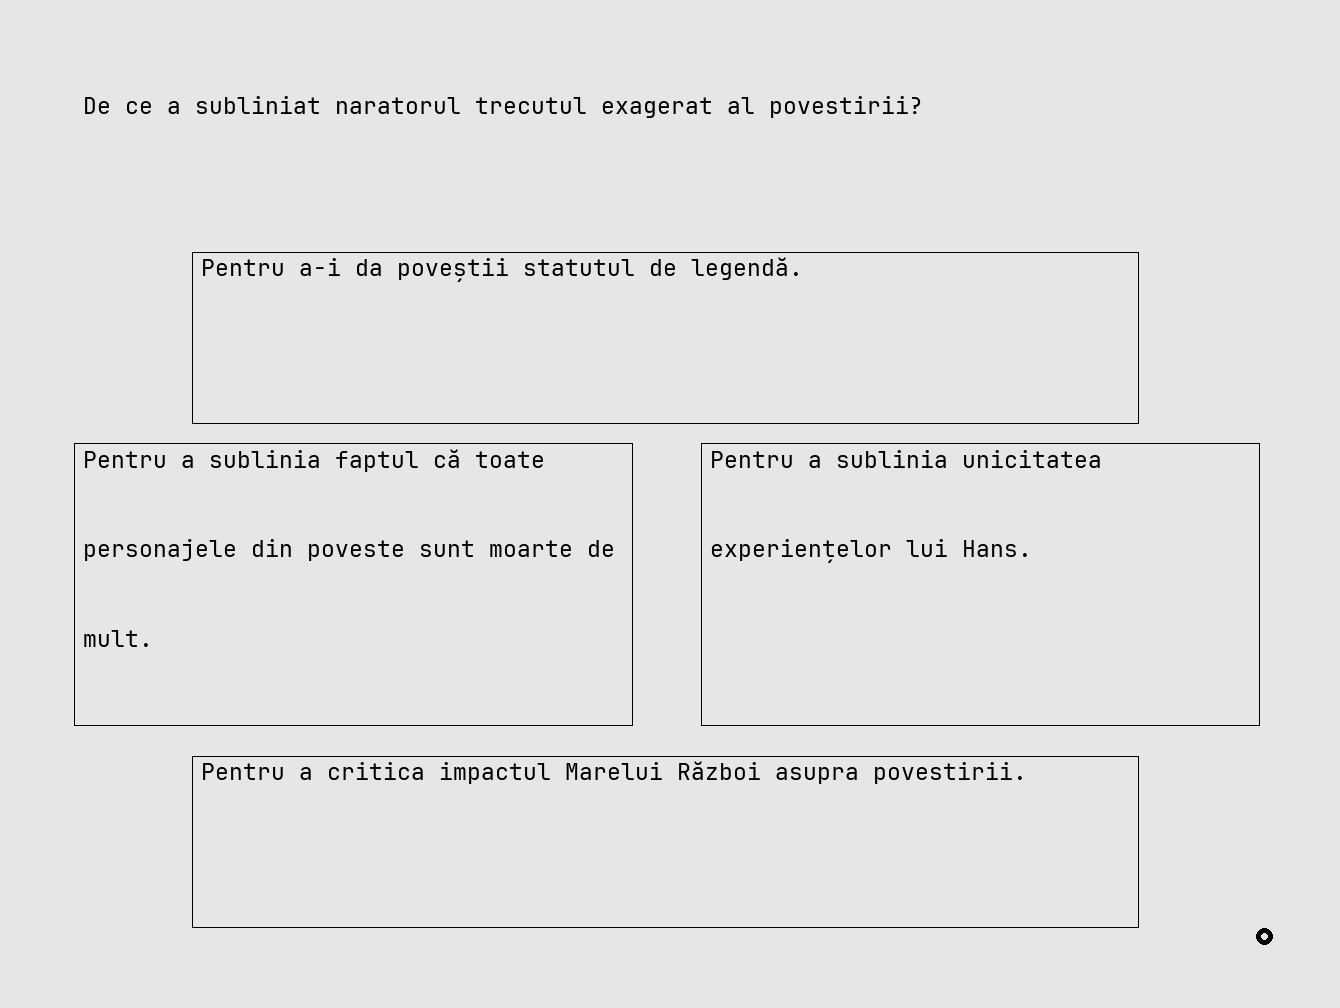 De ce a subliniat naratorul trecutul exagerat al povestirii?
Pentru a-i da poveștii statutul de legendă.
Pentru a sublinia faptul că toate
personajele din poveste sunt moarte de
mult.
Pentru a sublinia unicitatea
experiențelor lui Hans.
Pentru a critica impactul Marelui Război asupra povestirii.